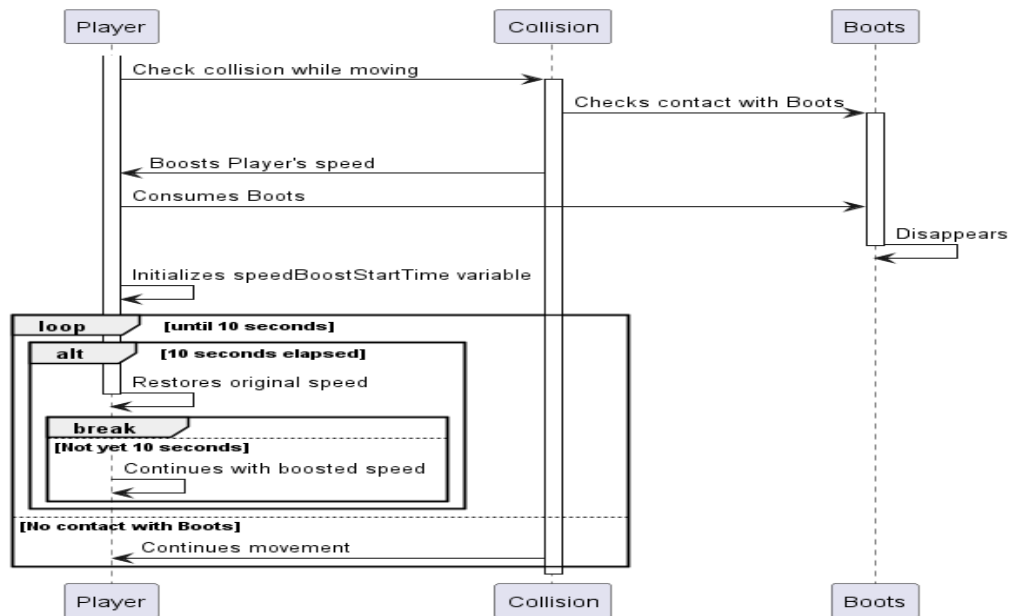 Player
Collision
Boots
Check collision while moving
Checks contact with Boots
Boosts Player's speed
Consumes Boots
Disappears
Initializes speedBoostStartTime variable
loop [until 10 seconds]
alt [10 seconds elapsed]
Restores original speed
break
[Not yet 10 seconds]
Continues with boosted speed
[No contact with Boots]
Continues movement
Player
Collision
Boots